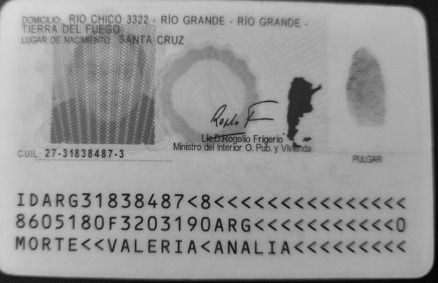 DOMICILIO: RIO CHICO 3322 - RÍO GRANDE - RÍO GRANDE -
TIERRA DEL FUEGO
LUGAR DE NACIMIENTO: SANTA CRUZ
Lic.D.Rogelio Frigerio
Ministro del Interior O. Pub. y Vivienda
CUIL: 27-31838487-3
PULGAR
IDARG31838487<8<<<<<<<<<<<<<<<
8605180F3203190ARG<<<<<<<<<<<0
MORTE<<VALERIA<ANALIA<<<<<<<<<